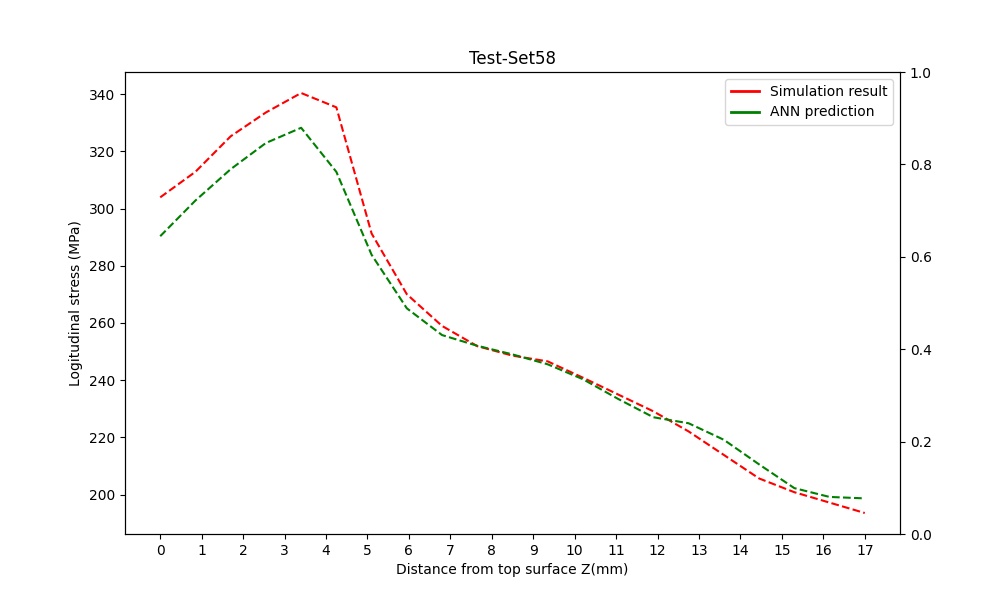 Test-Set58
Simulation result
ANN prediction
340
320
300
280
260
240
220
200
Logitudinal stress (MPa)
1.0
0.8
0.6
0.4
0.2
0.0
0 1 2 3 4 5 6 7 8 9 10 11 12 13 14 15 16 17
Distance from top surface Z(mm)